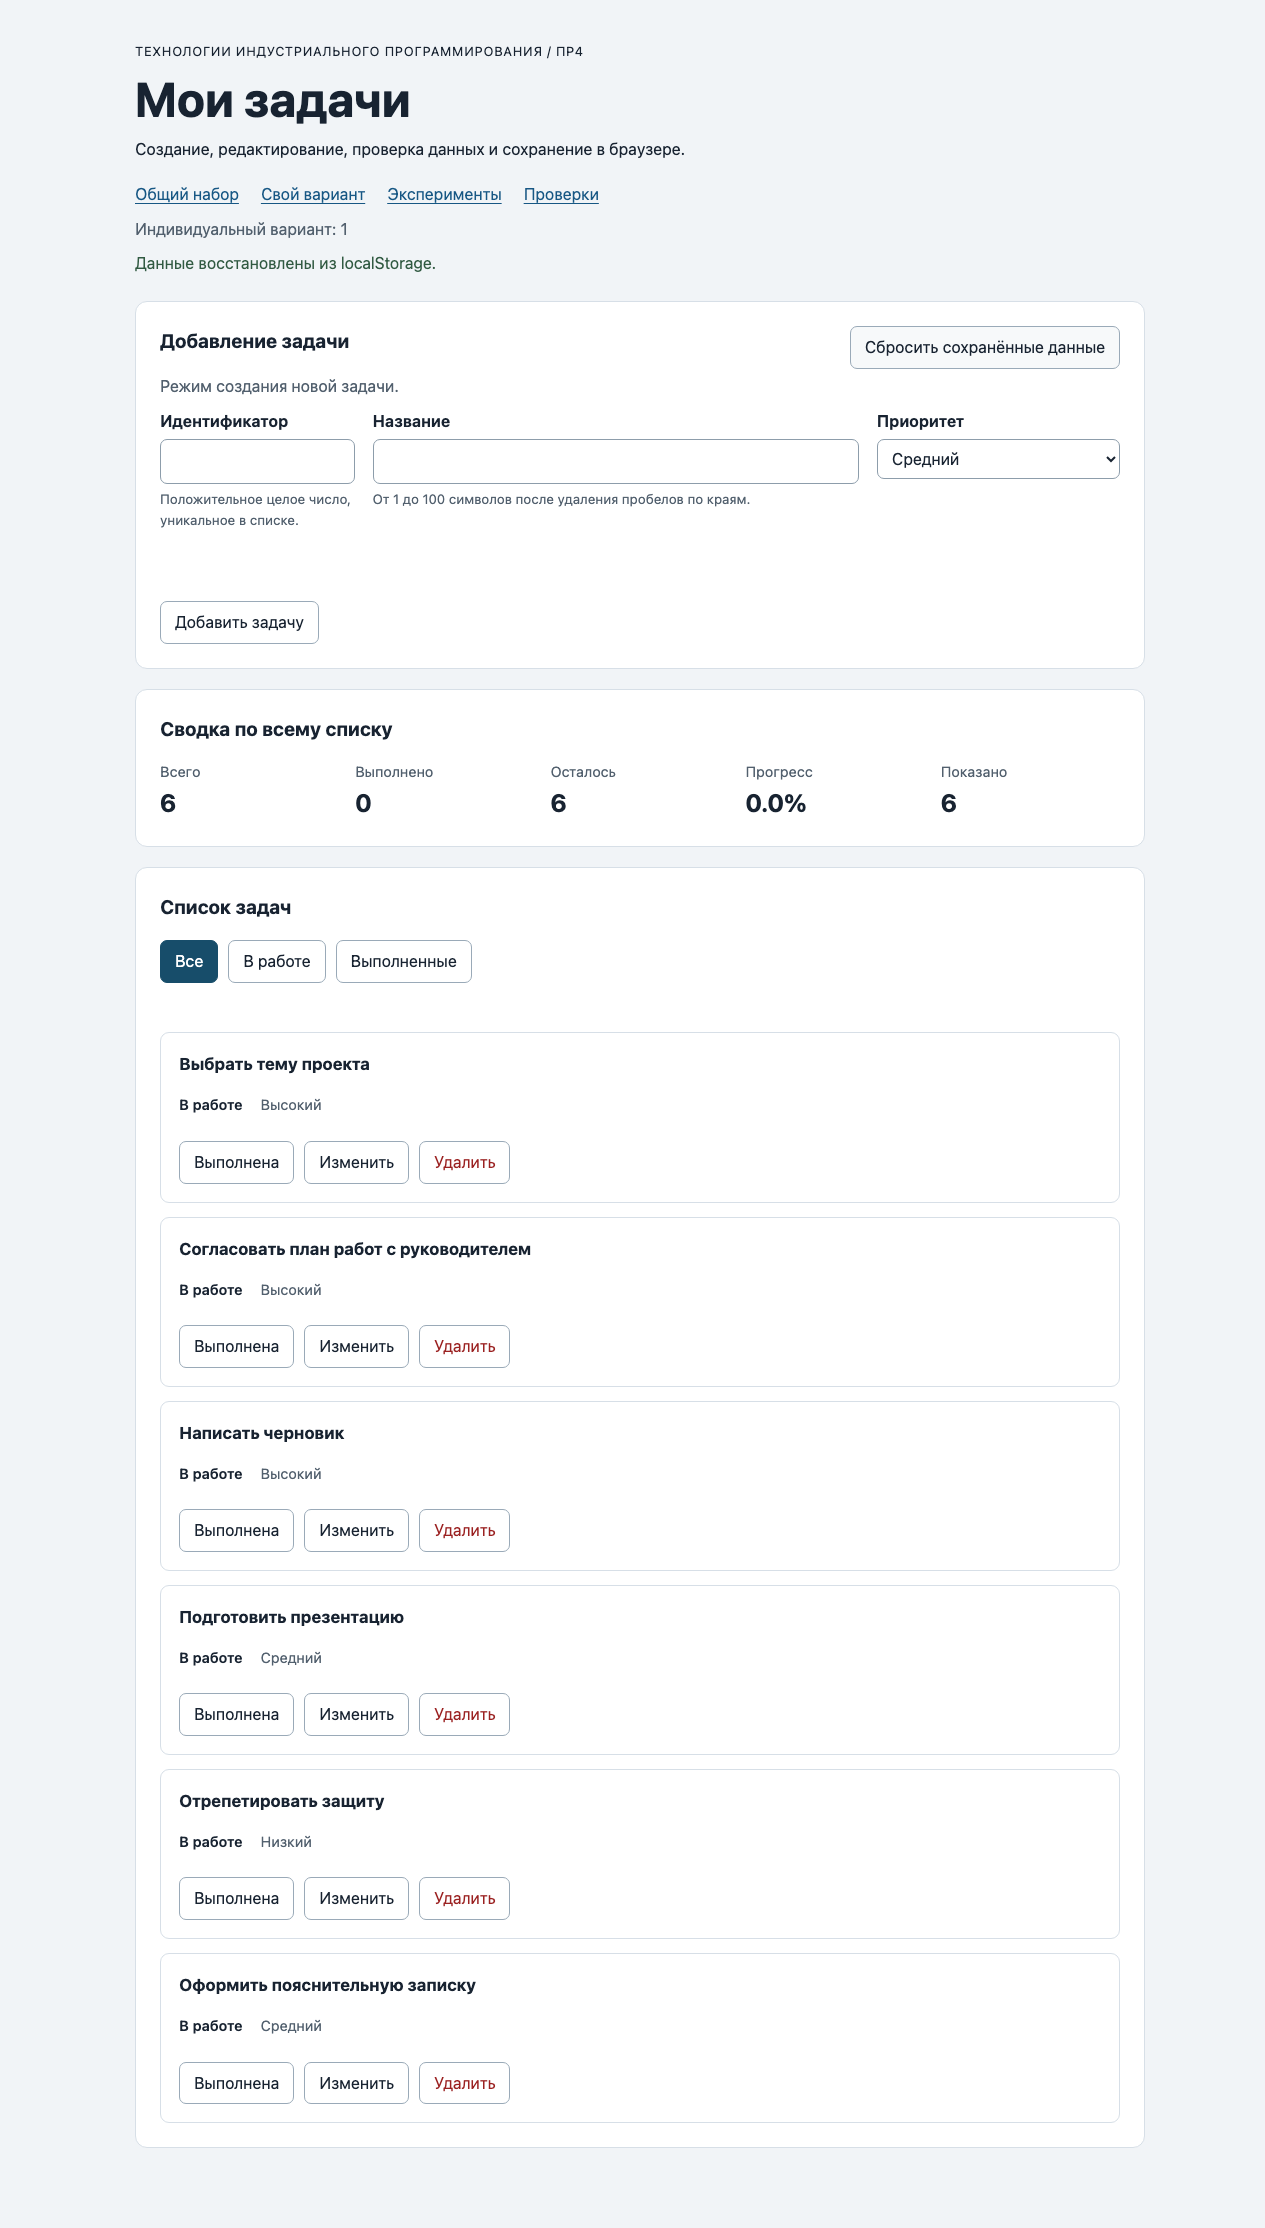 ТЕХНОЛОГИИ ИНДУСТРИАЛЬНОГО ПРОГРАММИРОВАНИЯ / ПР4
Мои задачи
Создание, редактирование, проверка данных и сохранение в браузере.
Общий набор Свой вариант Эксперименты Проверки
Индивидуальный вариант: 1
Данные восстановлены из localStorage.
Добавление задачи
Сбросить сохранённые данные
Режим создания новой задачи.
Идентификатор Название Приоритет
Средний
Положительное целое число, От 1 до 100 символов после удаления пробелов по краям.
уникальное в списке.
Добавить задачу
Сводка по всему списку
Всего Выполнено Осталось Прогресс Показано
6 0 6 0.0% 6
Список задач
Все В работе Выполненные
Выбрать тему проекта
В работе Высокий
Выполнена Изменить Удалить
Согласовать план работ с руководителем
В работе Высокий
Выполнена Изменить Удалить
Написать черновик
В работе Высокий
Выполнена Изменить Удалить
Подготовить презентацию
В работе Средний
Выполнена Изменить Удалить
Отрепетировать защиту
В работе Низкий
Выполнена Изменить Удалить
Оформить пояснительную записку
В работе Средний
Выполнена Изменить Удалить